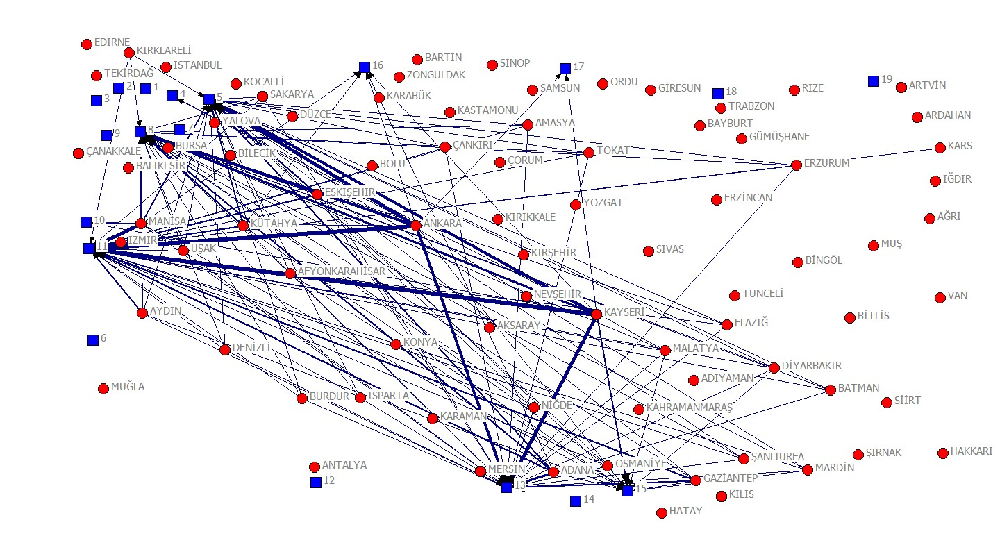 EDİRNE
KIRKLARELİ
İSTANBUL
TEKİRDAĞ
2
1
3
4
5
KOCAELİ
SAKARYA
16
BARTIN
ZONGULDAK
KARABÜK
SİNOP
17
SAMSUN
ORDU
GİRESUN
18
TRABZON
RİZE
19
ARTVİN
ARDAHAN
DÜZCE
KASTAMONU
YALOVA
AMASYA
BAYBURT
GÜMÜŞHANE
9
8
7
ÇANAKKALE
BURSA
BİLECİK
ÇANKIRI
TOKAT
KARS
BALIKESİR
BOLU
ÇORUM
ERZURUM
IĞDIR
ESKİŞEHİR
YOZGAT
ERZİNCAN
10
MANİSA
KÜTAHYA
ANKARA
KIRIKKALE
AĞRI
11
İZMİR
UŞAK
KIRŞEHİR
SİVAS
MUŞ
BİNGÖL
AFYONKARAHİSAR
NEVŞEHİR
TUNCELİ
VAN
AYDIN
KAYSERİ
BİTLİS
AKSARAY
ELAZIĞ
6
KONYA
DENİZLİ
MALATYA
DİYARBAKIR
MUĞLA
ADIYAMAN
BATMAN
BURDUR
ISPARTA
NİĞDE
KAHRAMANMARAŞ
SİİRT
KARAMAN
ANTALYA
12
MERSİN
ADANA
OSMANİYE
ŞANLIURFA
ŞIRNAK
HAKKARİ
MARDİN
GAZİANTEP
13
14
15
KİLİS
HATAY